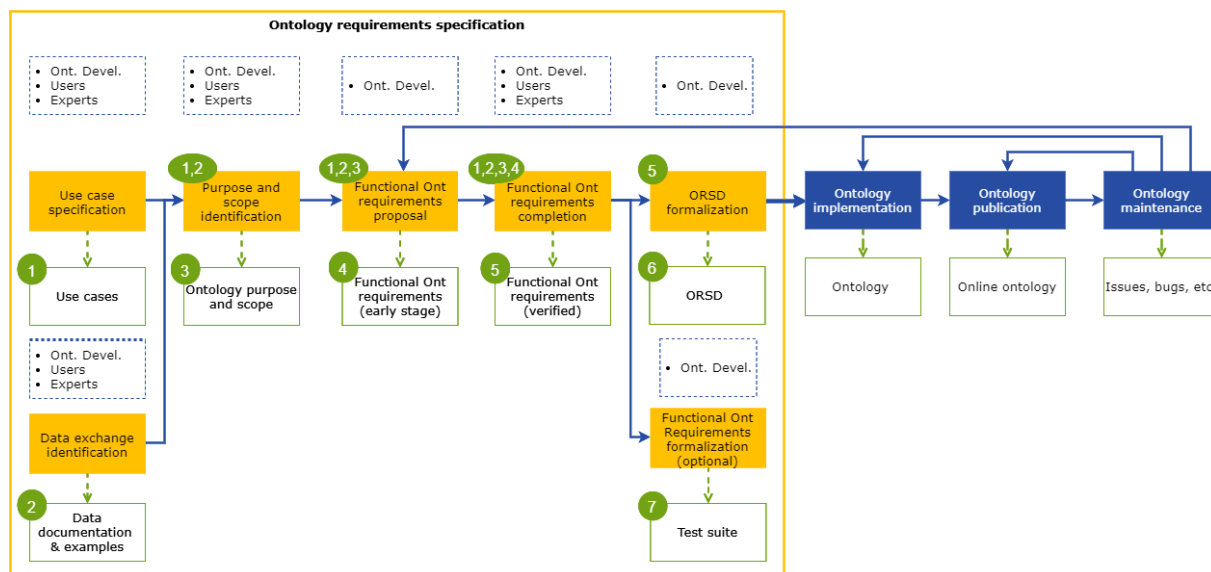 Ontology requirements specification
• Ont. Devel.
• Users
• Experts
• Ont. Devel.
• Users
• Experts
• Ont. Devel.
• Ont. Devel.
• Users
• Experts
• Ont. Devel.
Use case
specification
1,2
Purpose and
scope
identification
1,2,3
Functional Ont
requirements
proposal
1,2,3,4
Functional Ont
requirements
completion
5
ORSD
formalization
Ontology
implementation
Ontology
publication
Ontology
maintenance
1
Use cases
3
Ontology purpose
and scope
4
Functional Ont
requirements
(early stage)
5
Functional Ont
requirements
(verified)
6
ORSD
Ontology
Online ontology
Issues, bugs, etc
• Ont. Devel.
• Users
• Experts
• Ont. Devel.
Data exchange
identification
Functional Ont
Requirements
formalization
(optional)
2
Data
documentation
& examples
7
Test suite